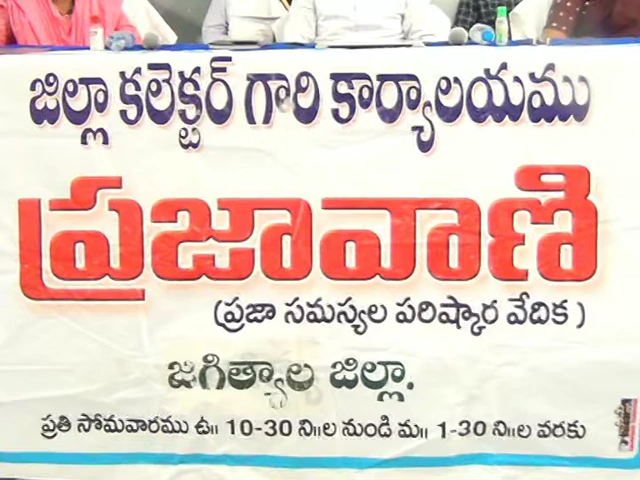 జిల్లా కలెక్టర్ గారి కార్యాలయము
ప్రజావాణి
(ప్రజా సమస్యల పరిష్కార వేదిక)
జగిత్యాల జిల్లా.
ప్రతి సోమవారము ఉ॥ 10-30 ని॥ల నుండి మ॥ 1-30 ని॥ల వరకు